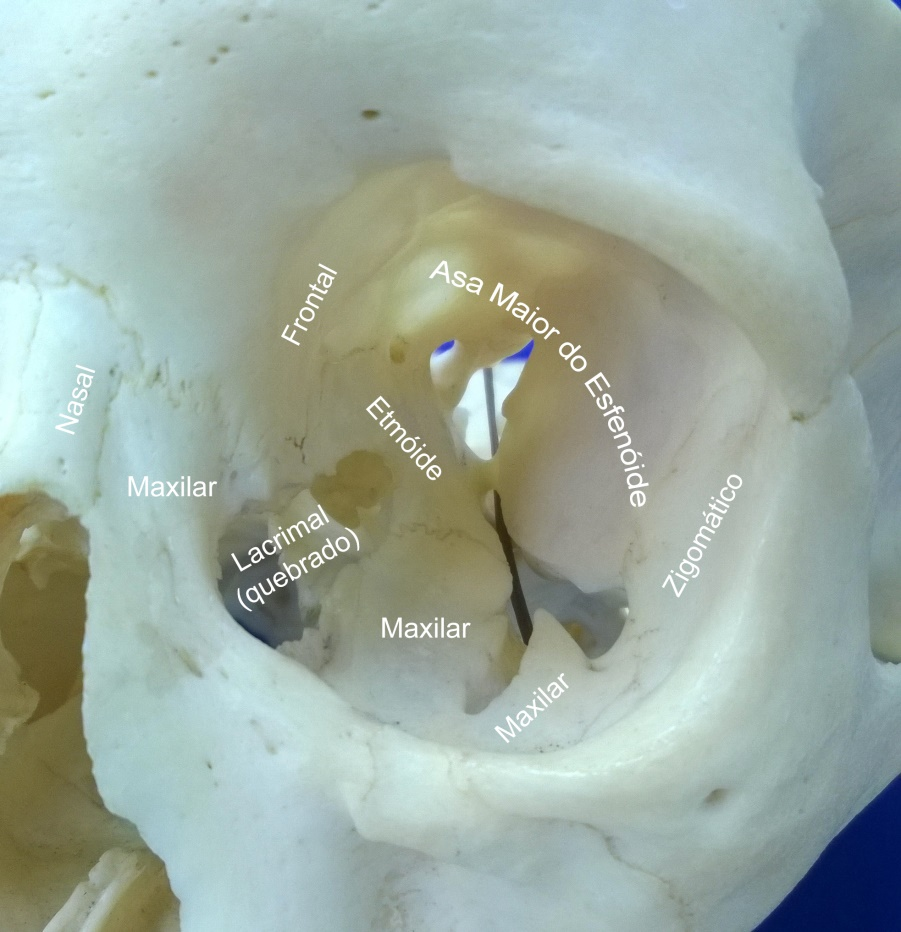 Frontal
Asa Maior do Esfenóide
Nasal
Etmóide
Maxilar
Lacrimal
(quebrado)
Zigomático
Maxilar
Maxilar